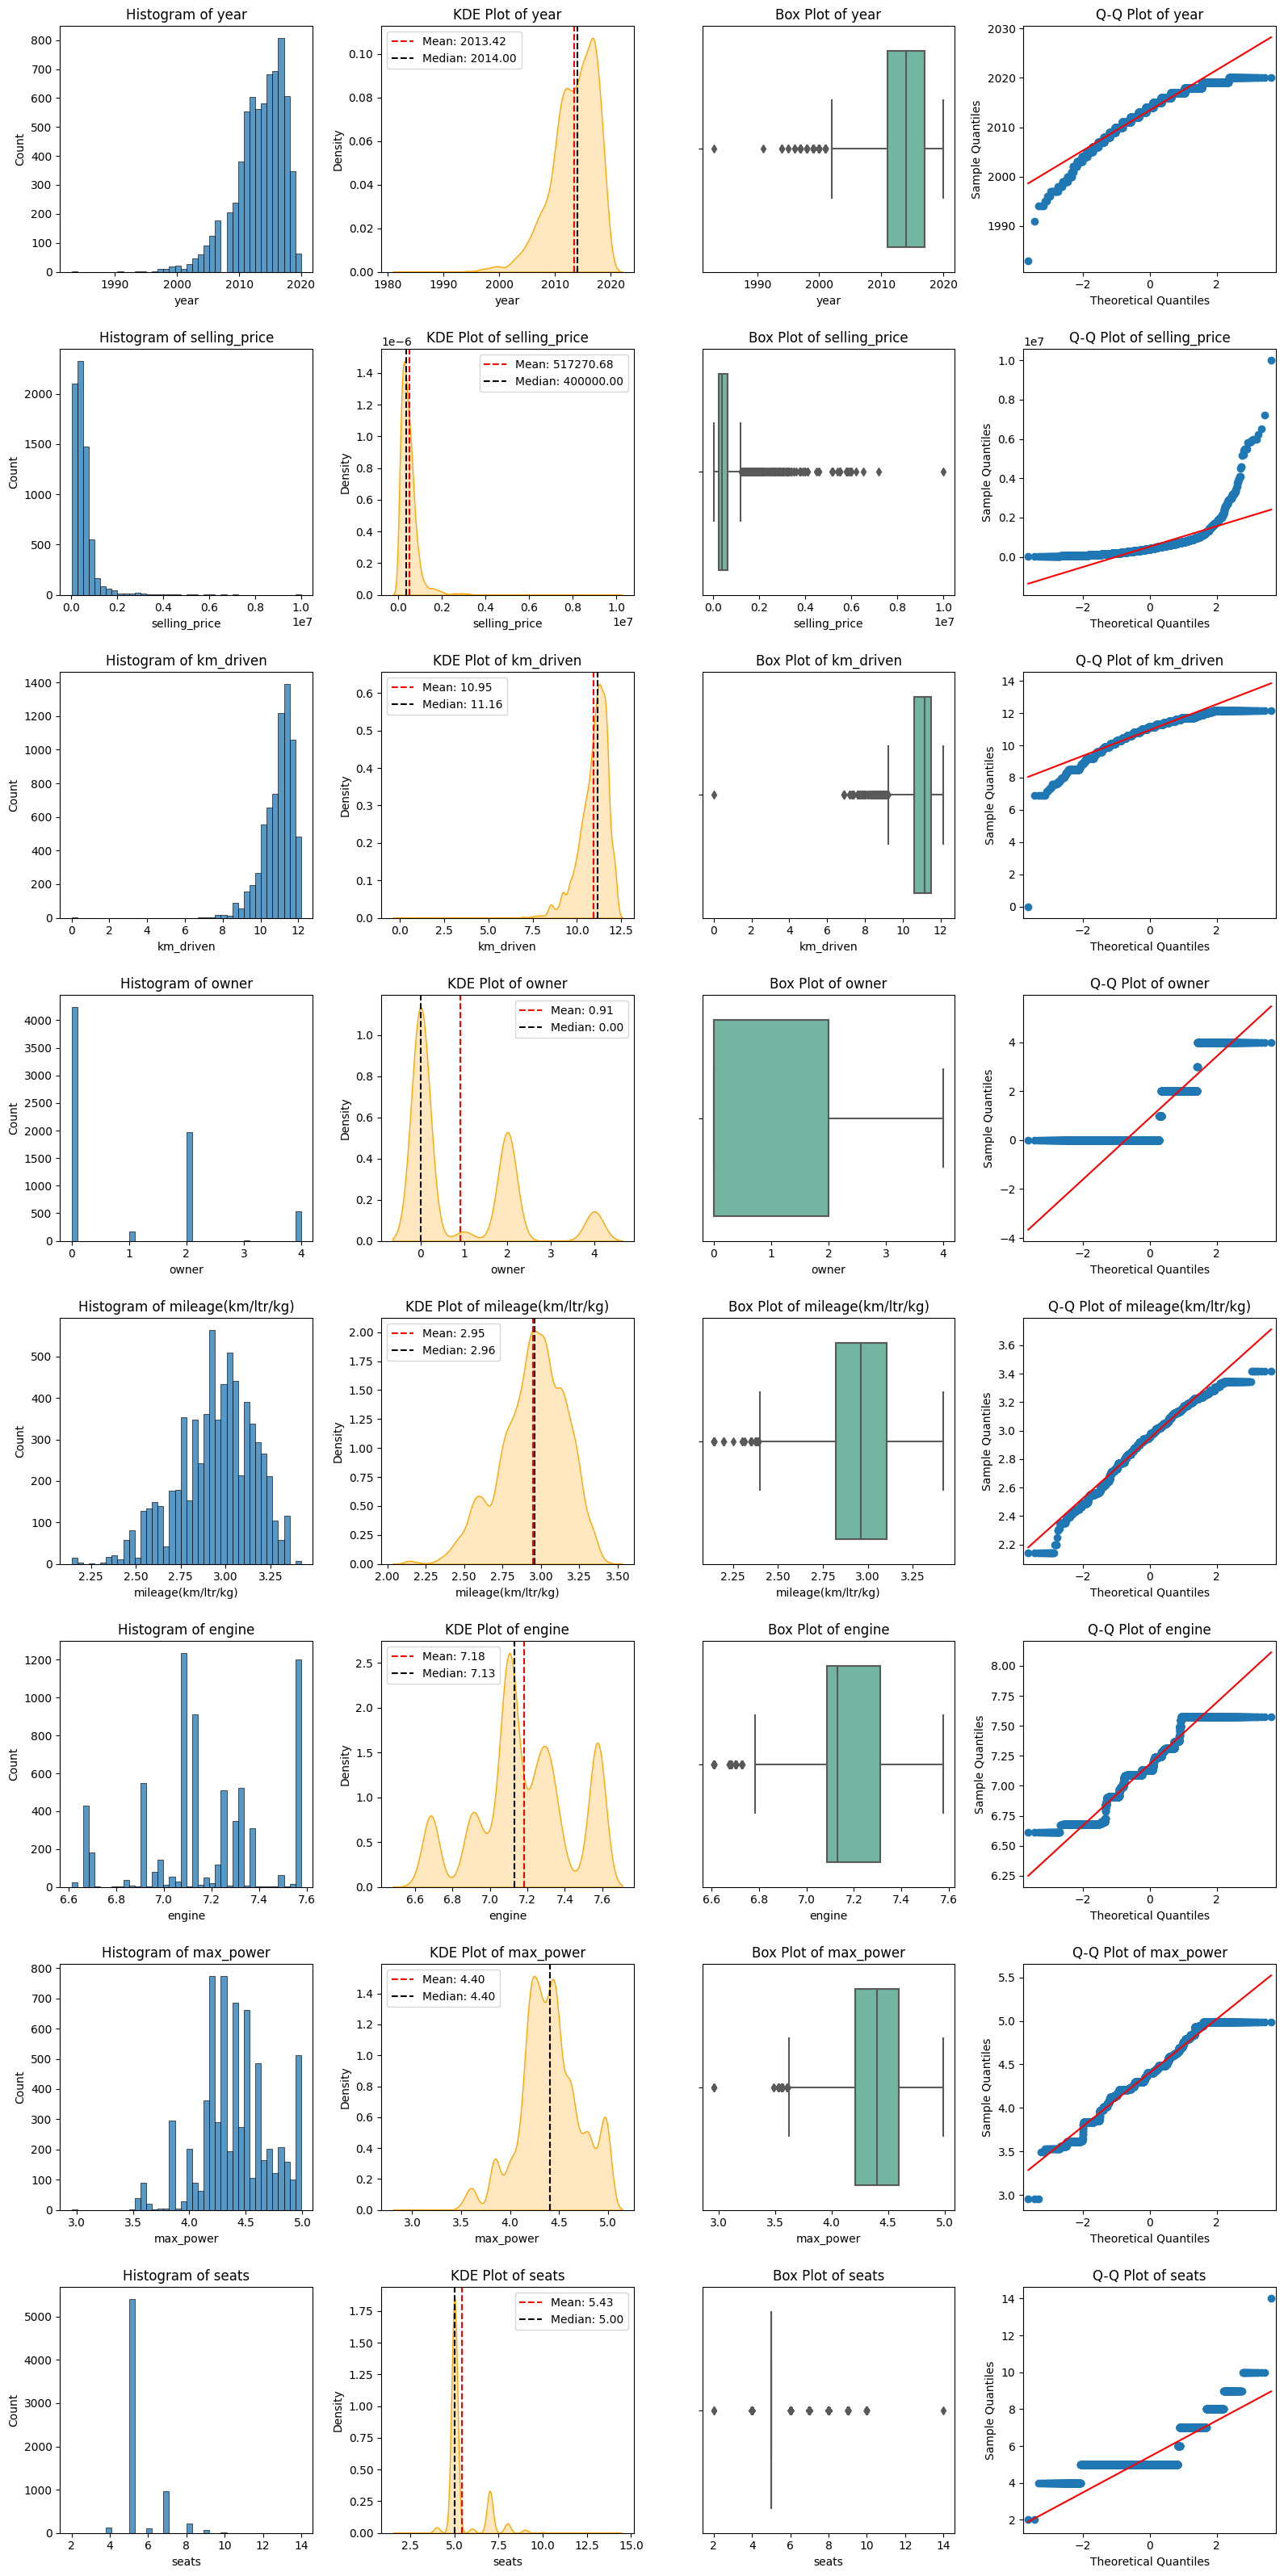 Histogram of year
800
700
600
500
400
300
200
100
0
Count
1990 2000 2010 2020
year
KDE Plot of year
Mean: 2013.42
Median: 2014.00
0.10
0.08
0.06
0.04
0.02
0.00
Density
1980 1990 2000 2010 2020
year
Box Plot of year
1990 2000 2010 2020
year
Q-Q Plot of year
2030
2020
2010
2000
1990
Sample Quantiles
−2 0 2
Theoretical Quantiles
Histogram of selling_price
2000
1500
1000
500
0
Count
0.0 0.2 0.4 0.6 0.8 1.0
1e7
selling_price
KDE Plot of selling_price
1e−6
Mean: 517270.68
Median: 400000.00
1.4
1.2
1.0
0.8
0.6
0.4
0.2
0.0
Density
0.0 0.2 0.4 0.6 0.8 1.0
1e7
selling_price
Box Plot of selling_price
0.0 0.2 0.4 0.6 0.8 1.0
1e7
selling_price
Q-Q Plot of selling_price
1e7
1.0
0.8
0.6
0.4
0.2
0.0
Sample Quantiles
−2 0 2
Theoretical Quantiles
Histogram of km_driven
1400
1200
1000
800
600
400
200
0
Count
0 2 4 6 8 10 12
km_driven
KDE Plot of km_driven
Mean: 10.95
Median: 11.16
0.6
0.5
0.4
0.3
0.2
0.1
0.0
Density
0.0 2.5 5.0 7.5 10.0 12.5
km_driven
Box Plot of km_driven
0 2 4 6 8 10 12
km_driven
Q-Q Plot of km_driven
14
12
10
8
6
4
2
0
Sample Quantiles
−2 0 2
Theoretical Quantiles
Histogram of owner
4000
3500
3000
2500
2000
1500
1000
500
0
Count
0 1 2 3 4
owner
KDE Plot of owner
Mean: 0.91
Median: 0.00
1.0
0.8
0.6
0.4
0.2
0.0
Density
0 1 2 3 4
owner
Box Plot of owner
0 1 2 3 4
owner
Q-Q Plot of owner
4
2
0
−2
−4
Sample Quantiles
−2 0 2
Theoretical Quantiles
Histogram of mileage(km/ltr/kg)
500
400
300
200
100
0
Count
2.25 2.50 2.75 3.00 3.25
mileage(km/ltr/kg)
KDE Plot of mileage(km/ltr/kg)
Mean: 2.95
Median: 2.96
2.00
1.75
1.50
1.25
1.00
0.75
0.50
0.25
0.00
Density
2.00 2.25 2.50 2.75 3.00 3.25 3.50
mileage(km/ltr/kg)
Box Plot of mileage(km/ltr/kg)
2.25 2.50 2.75 3.00 3.25
mileage(km/ltr/kg)
Q-Q Plot of mileage(km/ltr/kg)
3.6
3.4
3.2
3.0
2.8
2.6
2.4
2.2
Sample Quantiles
−2 0 2
Theoretical Quantiles
Histogram of engine
1200
1000
800
600
400
200
0
Count
6.6 6.8 7.0 7.2 7.4 7.6
engine
KDE Plot of engine
Mean: 7.18
Median: 7.13
2.5
2.0
1.5
1.0
0.5
0.0
Density
6.6 6.8 7.0 7.2 7.4 7.6
engine
Box Plot of engine
6.6 6.8 7.0 7.2 7.4 7.6
engine
Q-Q Plot of engine
8.00
7.75
7.50
7.25
7.00
6.75
6.50
6.25
Sample Quantiles
−2 0 2
Theoretical Quantiles
Histogram of max_power
800
700
600
500
400
300
200
100
0
Count
3.0 3.5 4.0 4.5 5.0
max_power
KDE Plot of max_power
Mean: 4.40
Median: 4.40
1.4
1.2
1.0
0.8
0.6
0.4
0.2
0.0
Density
3.0 3.5 4.0 4.5 5.0
max_power
Box Plot of max_power
3.0 3.5 4.0 4.5 5.0
max_power
Q-Q Plot of max_power
5.5
5.0
4.5
4.0
3.5
3.0
Sample Quantiles
−2 0 2
Theoretical Quantiles
Histogram of seats
5000
4000
3000
2000
1000
0
Count
2 4 6 8 10 12 14
seats
KDE Plot of seats
Mean: 5.43
Median: 5.00
1.75
1.50
1.25
1.00
0.75
0.50
0.25
0.00
Density
2.5 5.0 7.5 10.0 12.5 15.0
seats
Box Plot of seats
2 4 6 8 10 12 14
seats
Q-Q Plot of seats
14
12
10
8
6
4
2
Sample Quantiles
−2 0 2
Theoretical Quantiles